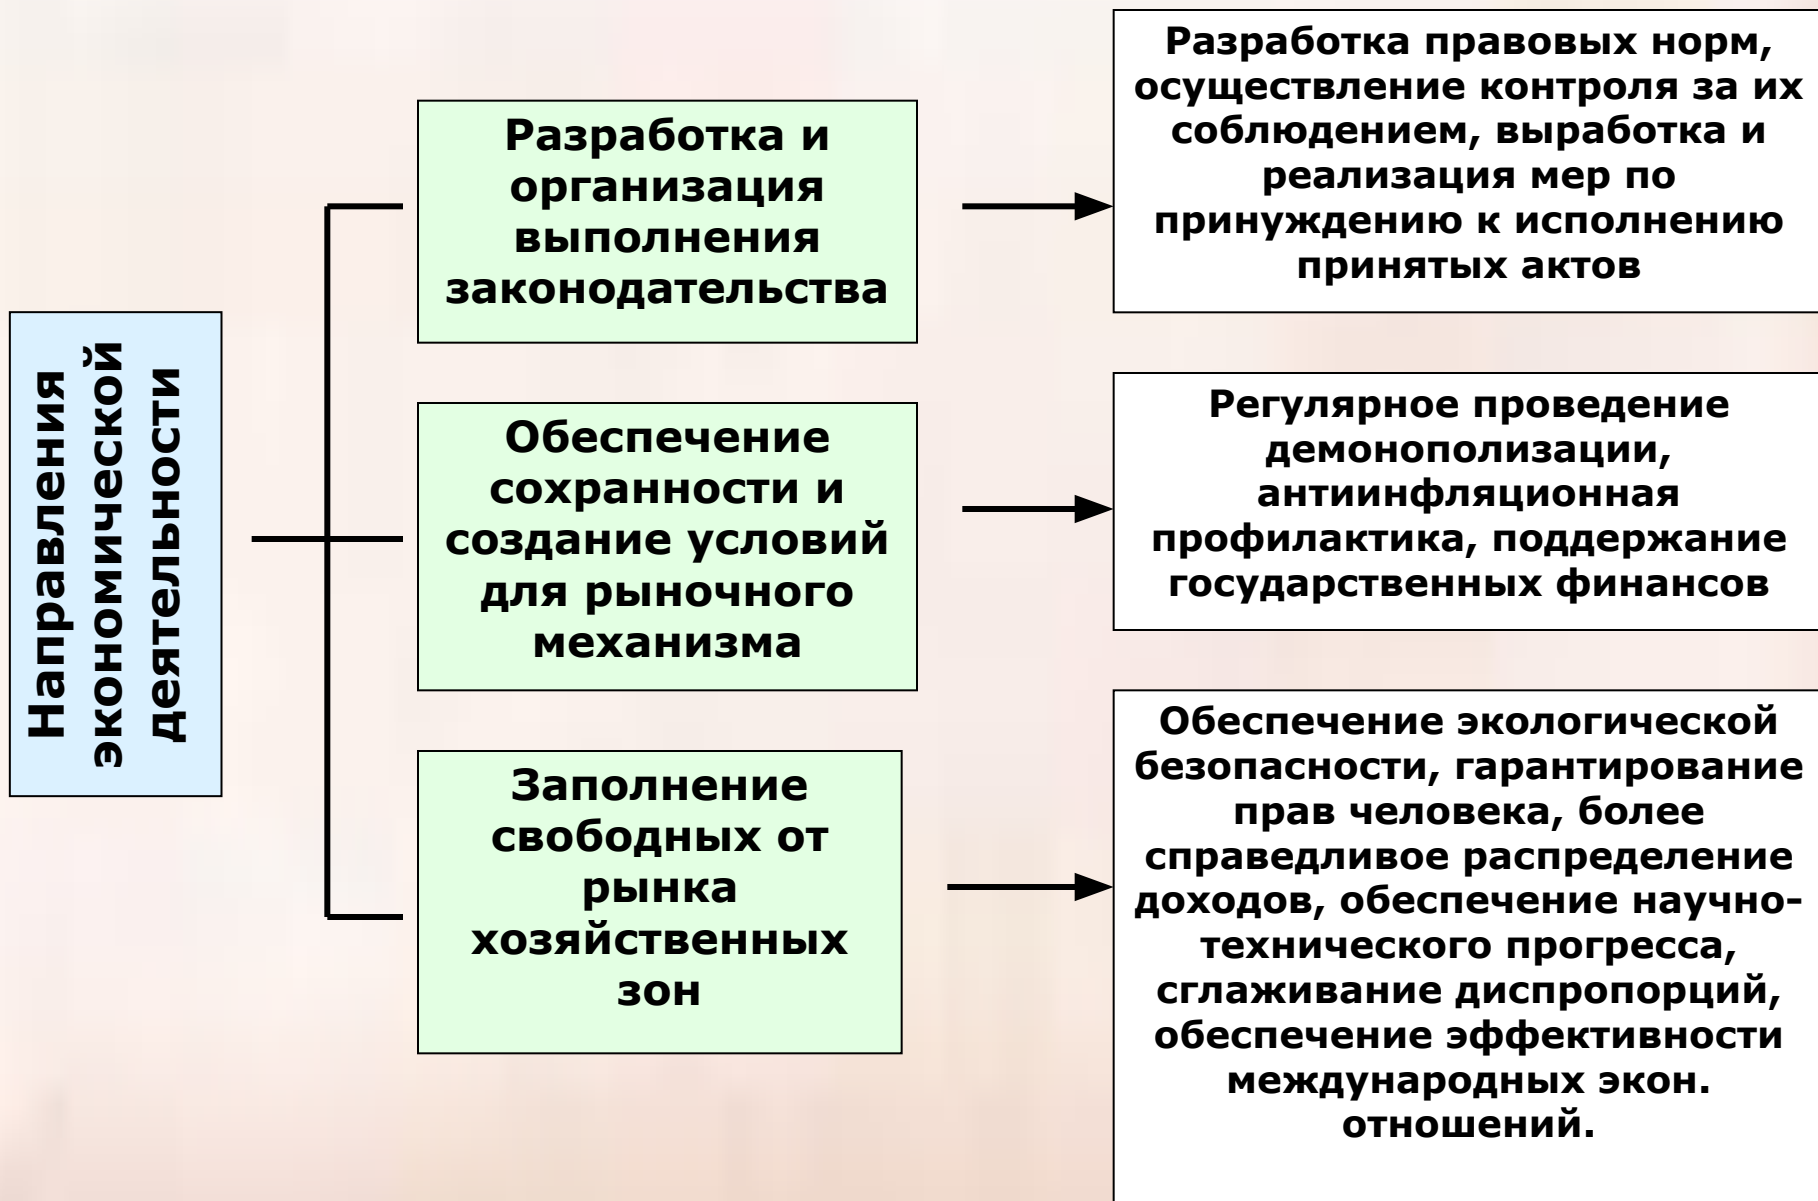 Направления
экономической
деятельности
Разработка и
организация
выполнения
законодательства
Разработка правовых норм,
осуществление контроля за их
соблюдением, выработка и
реализация мер по
принуждению к исполнению
принятых актов
Обеспечение
сохранности и
создание условий
для рыночного
механизма
Регулярное проведение
демонополизации,
антиинфляционная
профилактика, поддержание
государственных финансов
Заполнение
свободных от
рынка
хозяйственных
зон
Обеспечение экологической
безопасности, гарантирование
прав человека, более
справедливое распределение
доходов, обеспечение научно-
технического прогресса,
сглаживание диспропорций,
обеспечение эффективности
международных экон.
отношений.